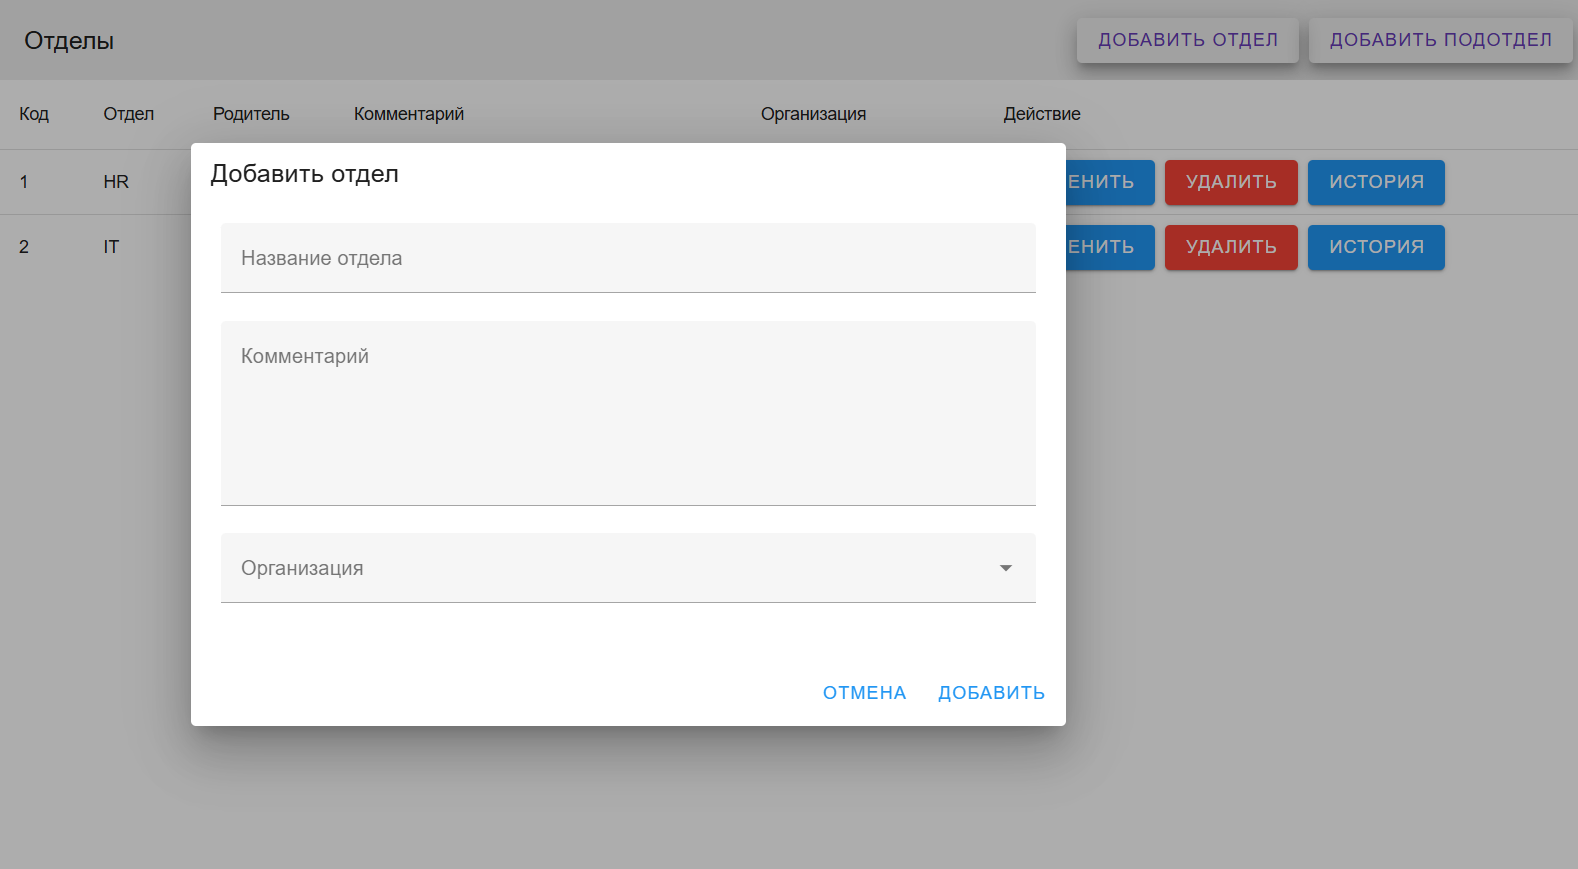 Отделы
ДОБАВИТЬ ОТДЕЛ ДОБАВИТЬ ПОДОТДЕЛ
Код Отдел Родитель Комментарий Организация Действие
1 HR ЕНИТЬ УДАЛИТЬ ИСТОРИЯ
2 IT ЕНИТЬ УДАЛИТЬ ИСТОРИЯ
Добавить отдел
Название отдела
Комментарий
Организация
ОТМЕНА ДОБАВИТЬ